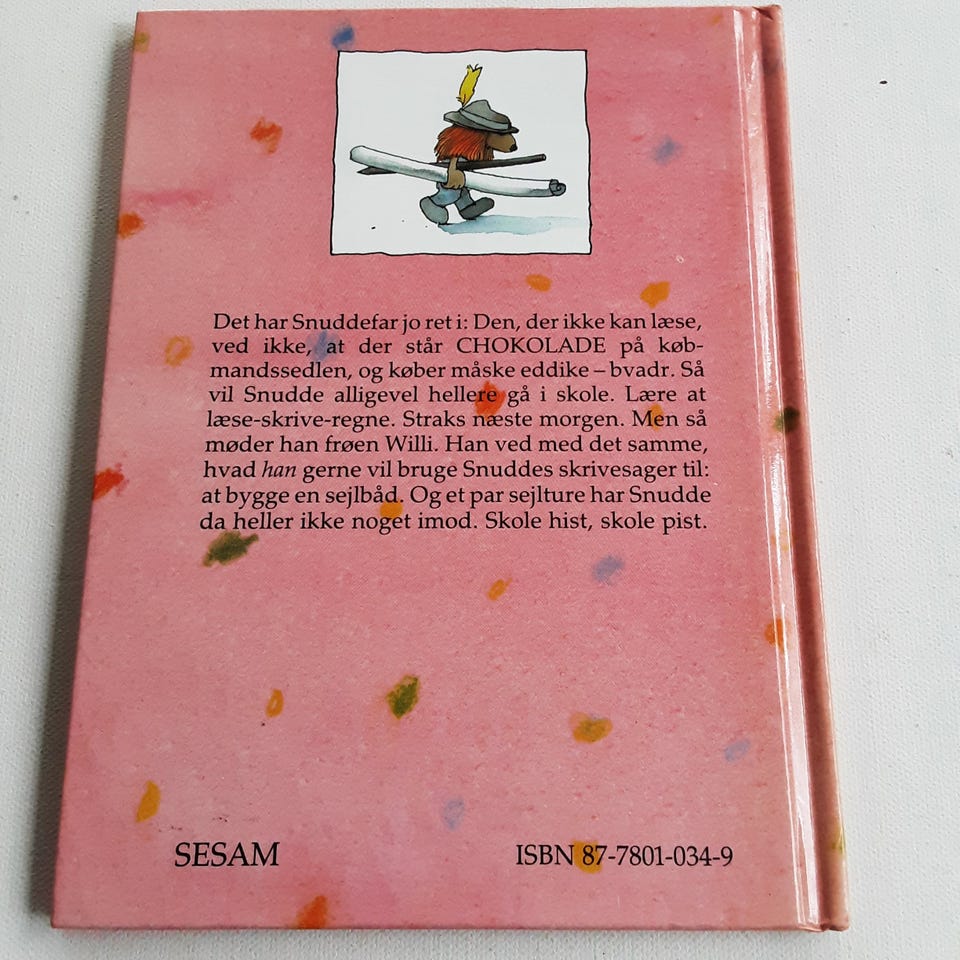 Det har Snuddefar jo ret i: Den, der ikke kan læse,
ved ikke, at der står CHOKOLADE på køb-
mandssedlen, og køber måske eddike – bvadr. Så
vil Snudde alligevel hellere gå i skole. Lære at
læse-skrive-regne. Straks næste morgen. Men så
møder han frøen Willi. Han ved med det samme,
hvad han gerne vil bruge Snuddes skrivesager til:
at bygge en sejlbåd. Og et par sejlture har Snudde
da heller ikke noget imod. Skole hist, skole pist.
SESAM
ISBN 87-7801-034-9